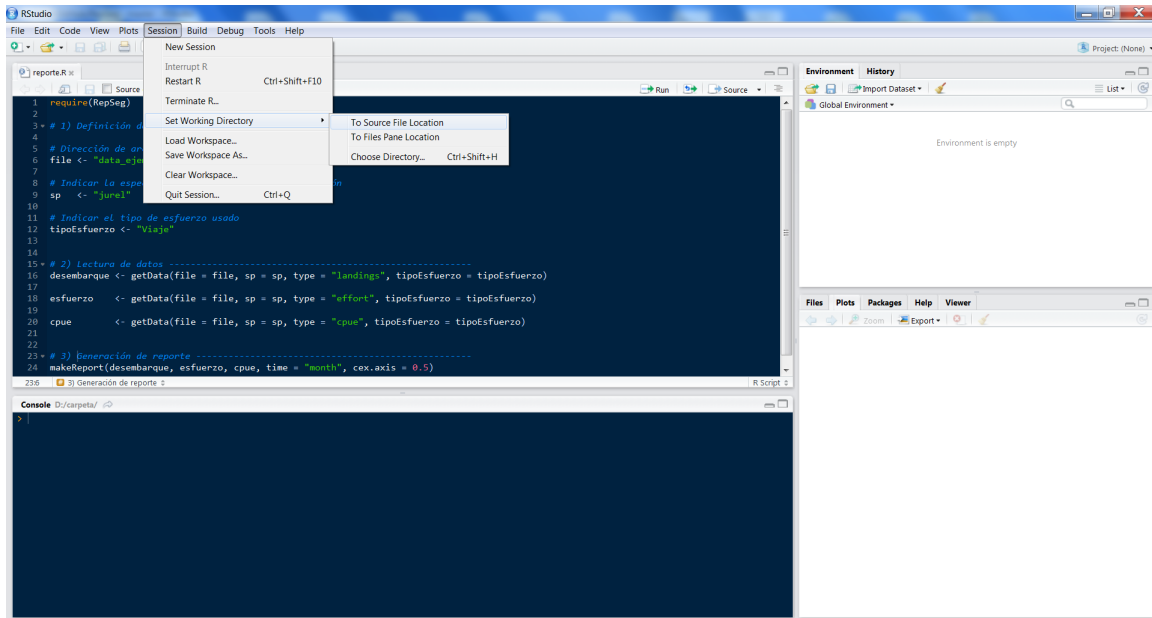 RStudio
File Edit Code View Plots Session Build Debug Tools Help
Project: (None)
New Session
Interrupt R
Restart R Ctrl+Shift+F10
Terminate R...
Set Working Directory
Load Workspace...
Save Workspace As...
Clear Workspace...
Quit Session... Ctrl+Q
To Source File Location
To Files Pane Location
Choose Directory... Ctrl+Shift+H
reporte.R
Source
Run Source
1 require(RepSeg)
2
3 # 1) Definición d
4
5 # Dirección de ar
6 file <- "data_eje
7
8 # Indicar la espe n
9 sp <- "jurel"
10
11 # Indicar el tipo de esfuerzo usado
12 tipoEsfuerzo <- "Viaje"
13
14
15 # 2) Lectura de datos ------------------------------------------------------
16 desembarque <- getData(file = file, sp = sp, type = "landings", tipoEsfuerzo = tipoEsfuerzo)
17
18 esfuerzo <- getData(file = file, sp = sp, type = "effort", tipoEsfuerzo = tipoEsfuerzo)
19
20 cpue <- getData(file = file, sp = sp, type = "cpue", tipoEsfuerzo = tipoEsfuerzo)
21
22
23 # 3) Generación de reporte -------------------------------------------------
24 makeReport(desembarque, esfuerzo, cpue, time = "month", cex.axis = 0.5)
23:6 3) Generación de reporte R Script
Console D:/carpeta/
>
Environment History
Import Dataset List
Global Environment
Environment is empty
Files Plots Packages Help Viewer
Zoom Export